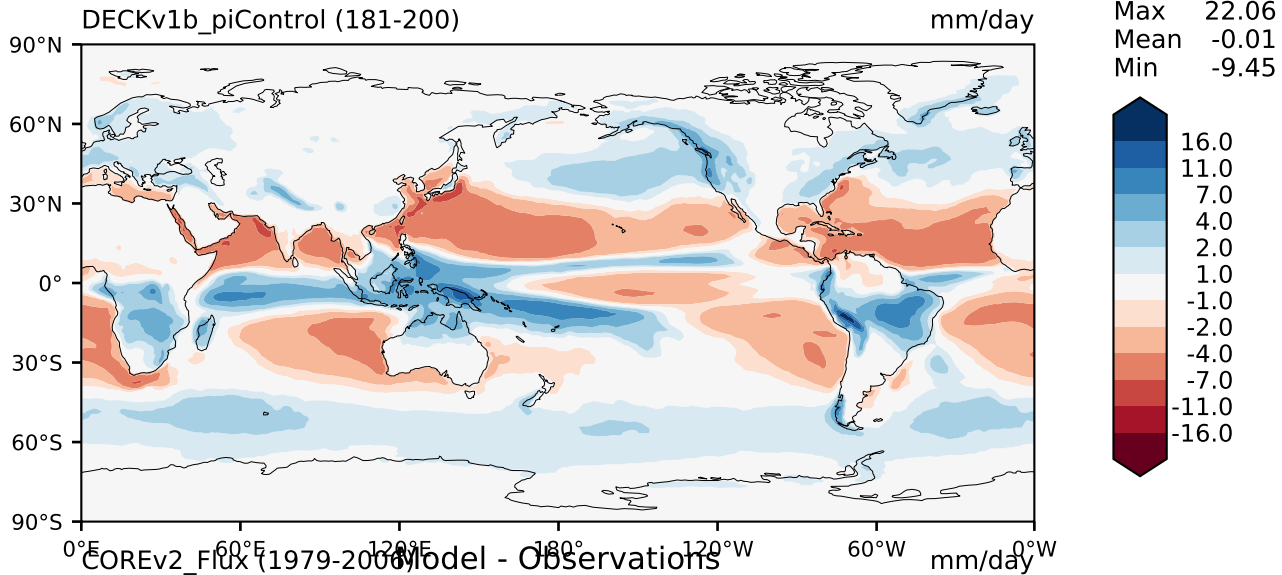 DECKv1b_piControl (181-200) mm/day
Max 22.06
Mean -0.01
Min -9.45
90°N
60°N
30°N
0°
30°S
60°S
90°S
0°E 60°E 120°E 180° 120°W 60°W 0°W
16.0
11.0
7.0
4.0
2.0
1.0
-1.0
-2.0
-4.0
-7.0
-11.0
-16.0
COREv2_Flux (1979-2006) Model - Observations mm/day